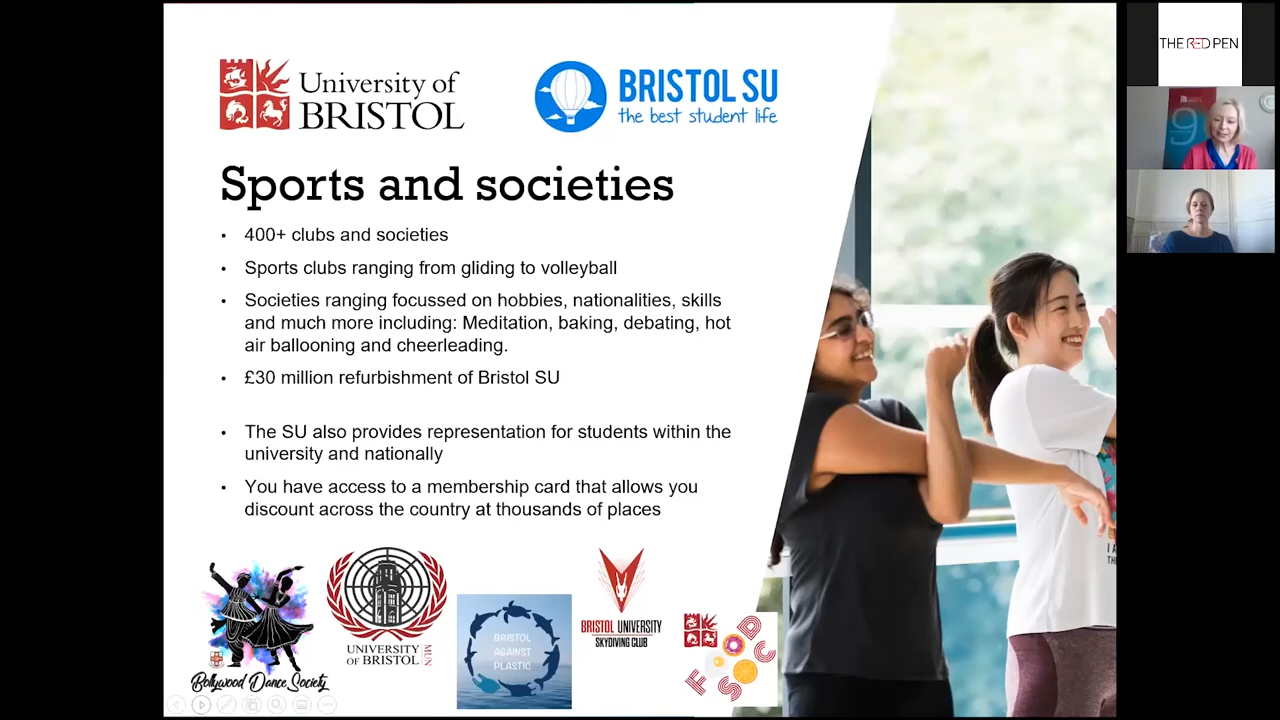 University of
BRISTOL
BRISTOL SU
the best student life
THE RED PEN
9
Sports and societies
• 400+ clubs and societies
• Sports clubs ranging from gliding to volleyball
• Societies ranging focussed on hobbies, nationalities, skills
and much more including: Meditation, baking, debating, hot
air ballooning and cheerleading.
• £30 million refurbishment of Bristol SU
• The SU also provides representation for students within the
university and nationally
• You have access to a membership card that allows you
discount across the country at thousands of places
Bollywood Dance Society
UNIVERSITY
OF BRISTOL
MUN
BRISTOL
AGAINST
PLASTIC
BRISTOL UNIVERSITY
SKYDIVING CLUB